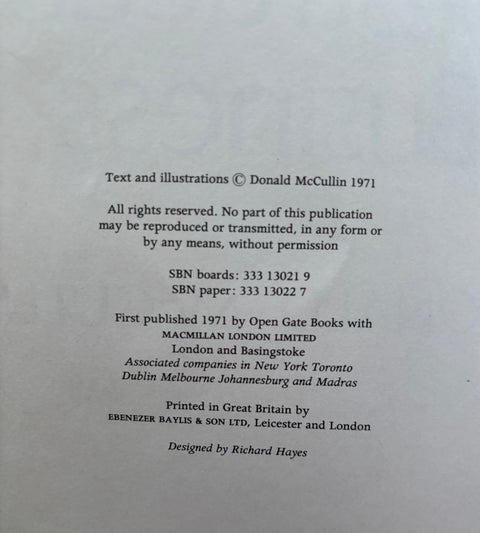 Text and illustrations © Donald McCullin 1971
All rights reserved. No part of this publication
may be reproduced or transmitted, in any form or
by any means, without permission
SBN boards: 333 13021 9
SBN paper: 333 13022 7
First published 1971 by Open Gate Books with
MACMILLAN LONDON LIMITED
London and Basingstoke
Associated companies in New York Toronto
Dublin Melbourne Johannesburg and Madras
Printed in Great Britain by
EBENEZER BAYLIS & SON LTD, Leicester and London
Designed by Richard Hayes